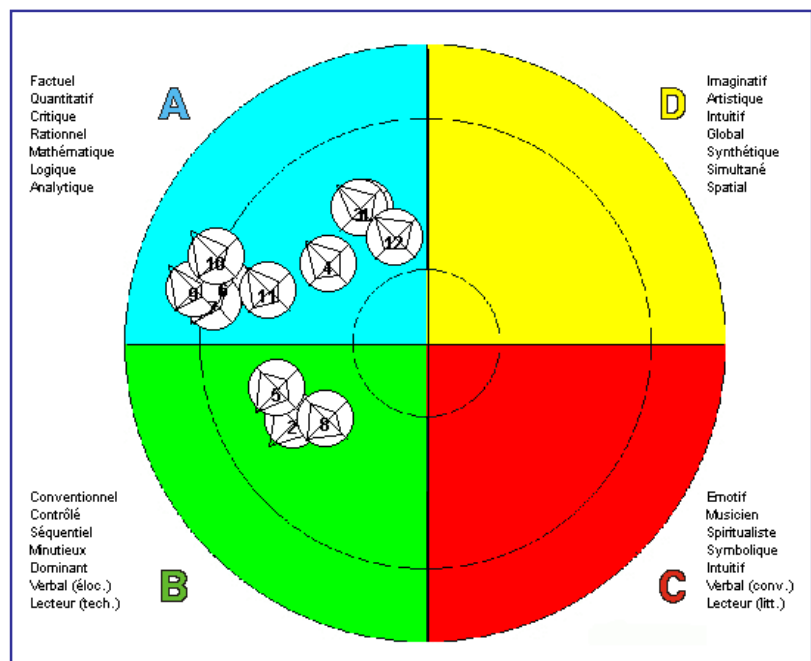 Factuel
Quantitatif
Critique
Rationnel
Mathématique
Logique
Analytique
A
D
Imaginatif
Artistique
Intuitif
Global
Synthétique
Simultané
Spatial
1
3
12
4
10
6
9
7
11
5
2
8
Conventionnel
Contrôlé
Séquentiel
Minutieux
Dominant
Verbal (éloc.)
Lecteur (tech.)
B
C
Emotif
Musicien
Spiritualiste
Symbolique
Intuitif
Verbal (conv.)
Lecteur (litt.)